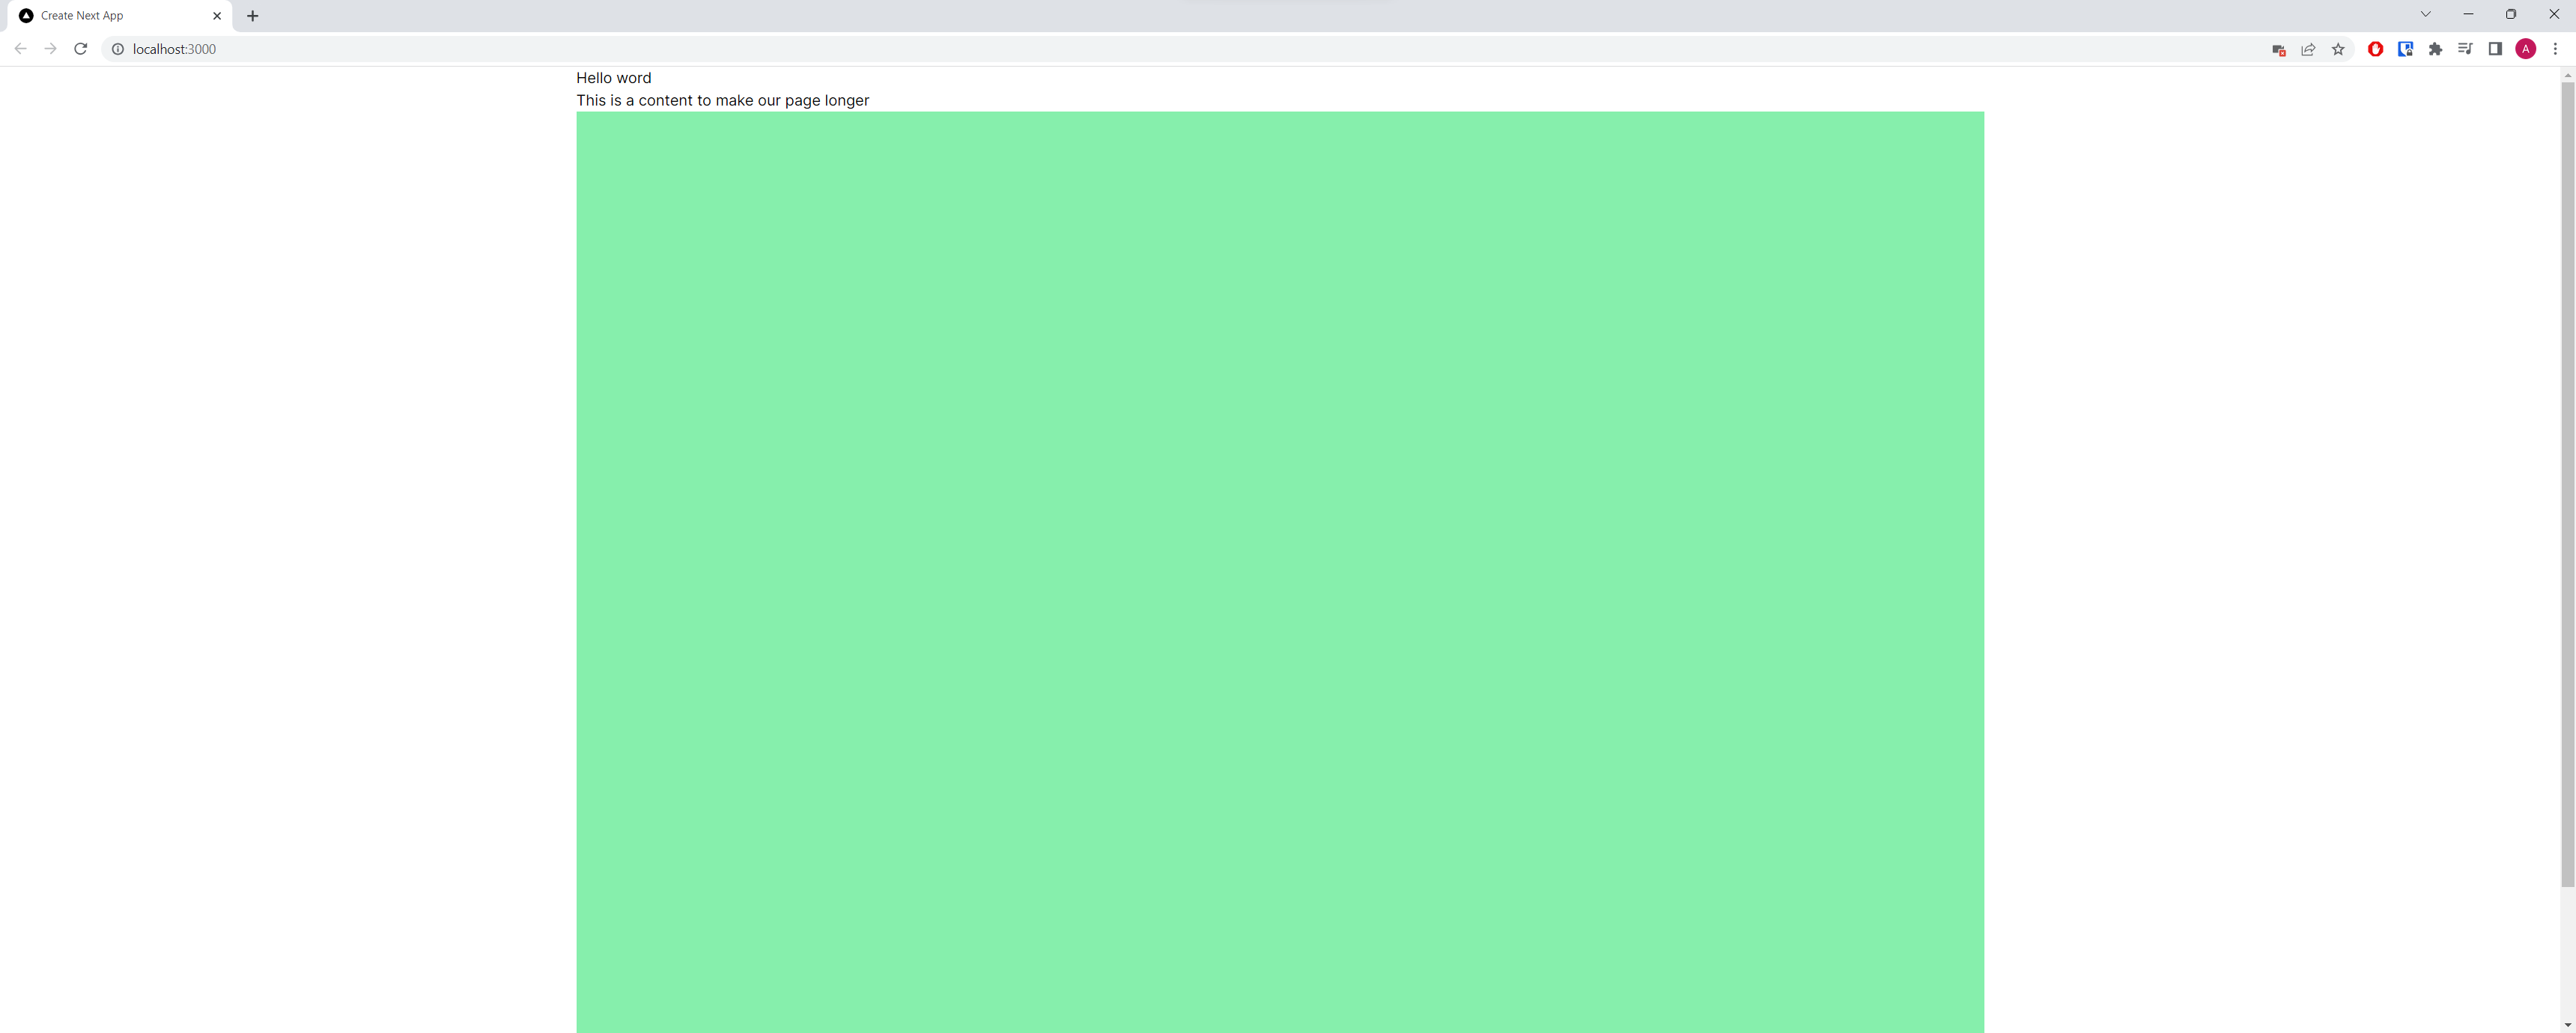 Create Next App
localhost:3000
A
Hello word
This is a content to make our page longer